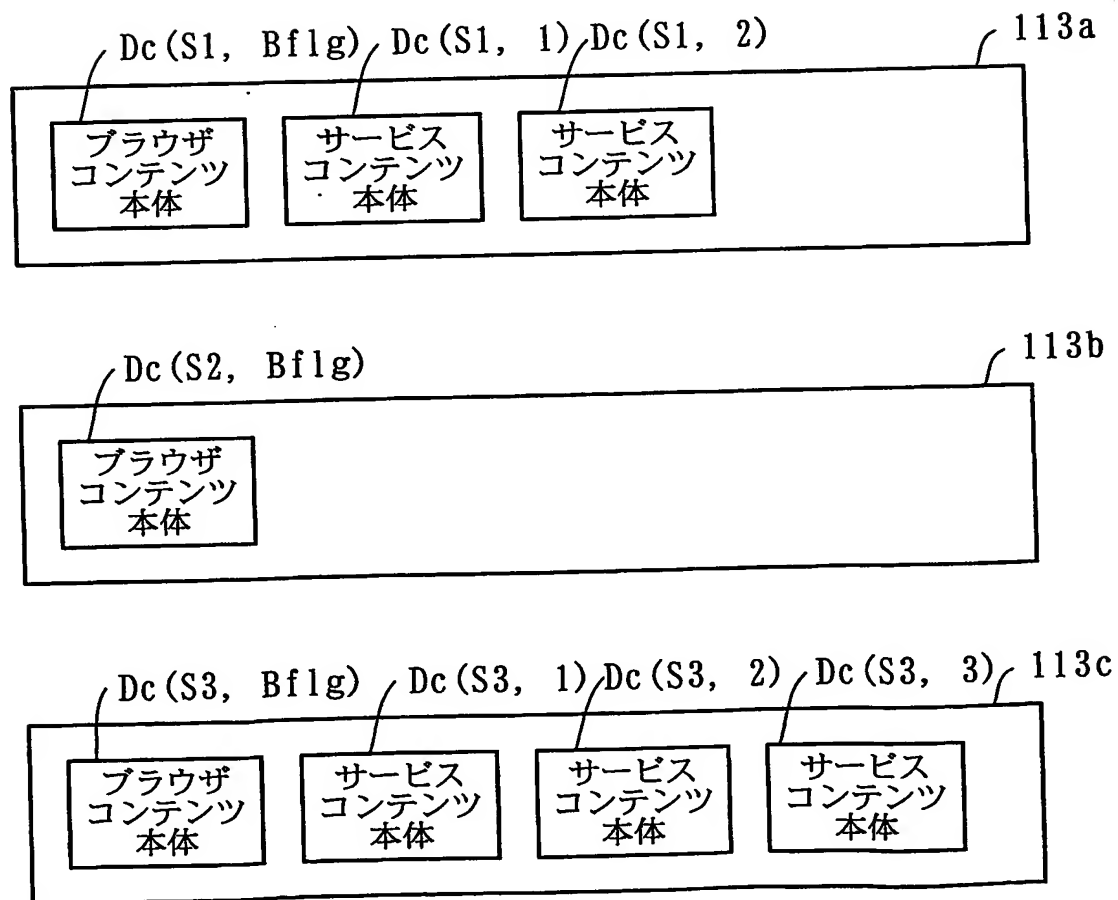 Dc(S1, Bflg) Dc(S1, 1) Dc(S1, 2) 113a
ブラウザ
コンテンツ
本体
サービス
コンテンツ
本体
サービス
コンテンツ
本体
Dc(S2, Bflg) 113b
ブラウザ
コンテンツ
本体
Dc(S3, Bflg) Dc(S3, 1) Dc(S3, 2) Dc(S3, 3) 113c
ブラウザ
コンテンツ
本体
サービス
コンテンツ
本体
サービス
コンテンツ
本体
サービス
コンテンツ
本体